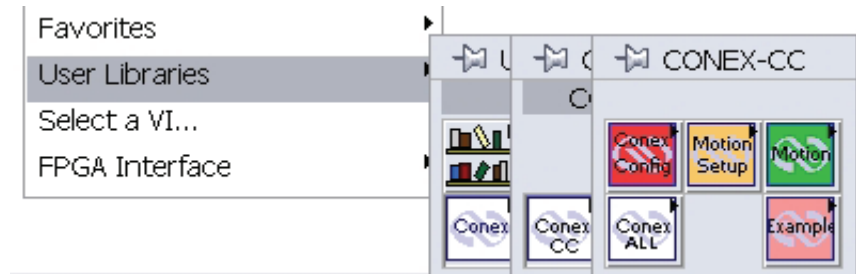 Favorites
User Libraries
Select a VI...
FPGA Interface
U
C
CONEX-CC
Conex
Conex
CC
Conex
Config
Motion
Setup
Motion
Conex
ALL
Example